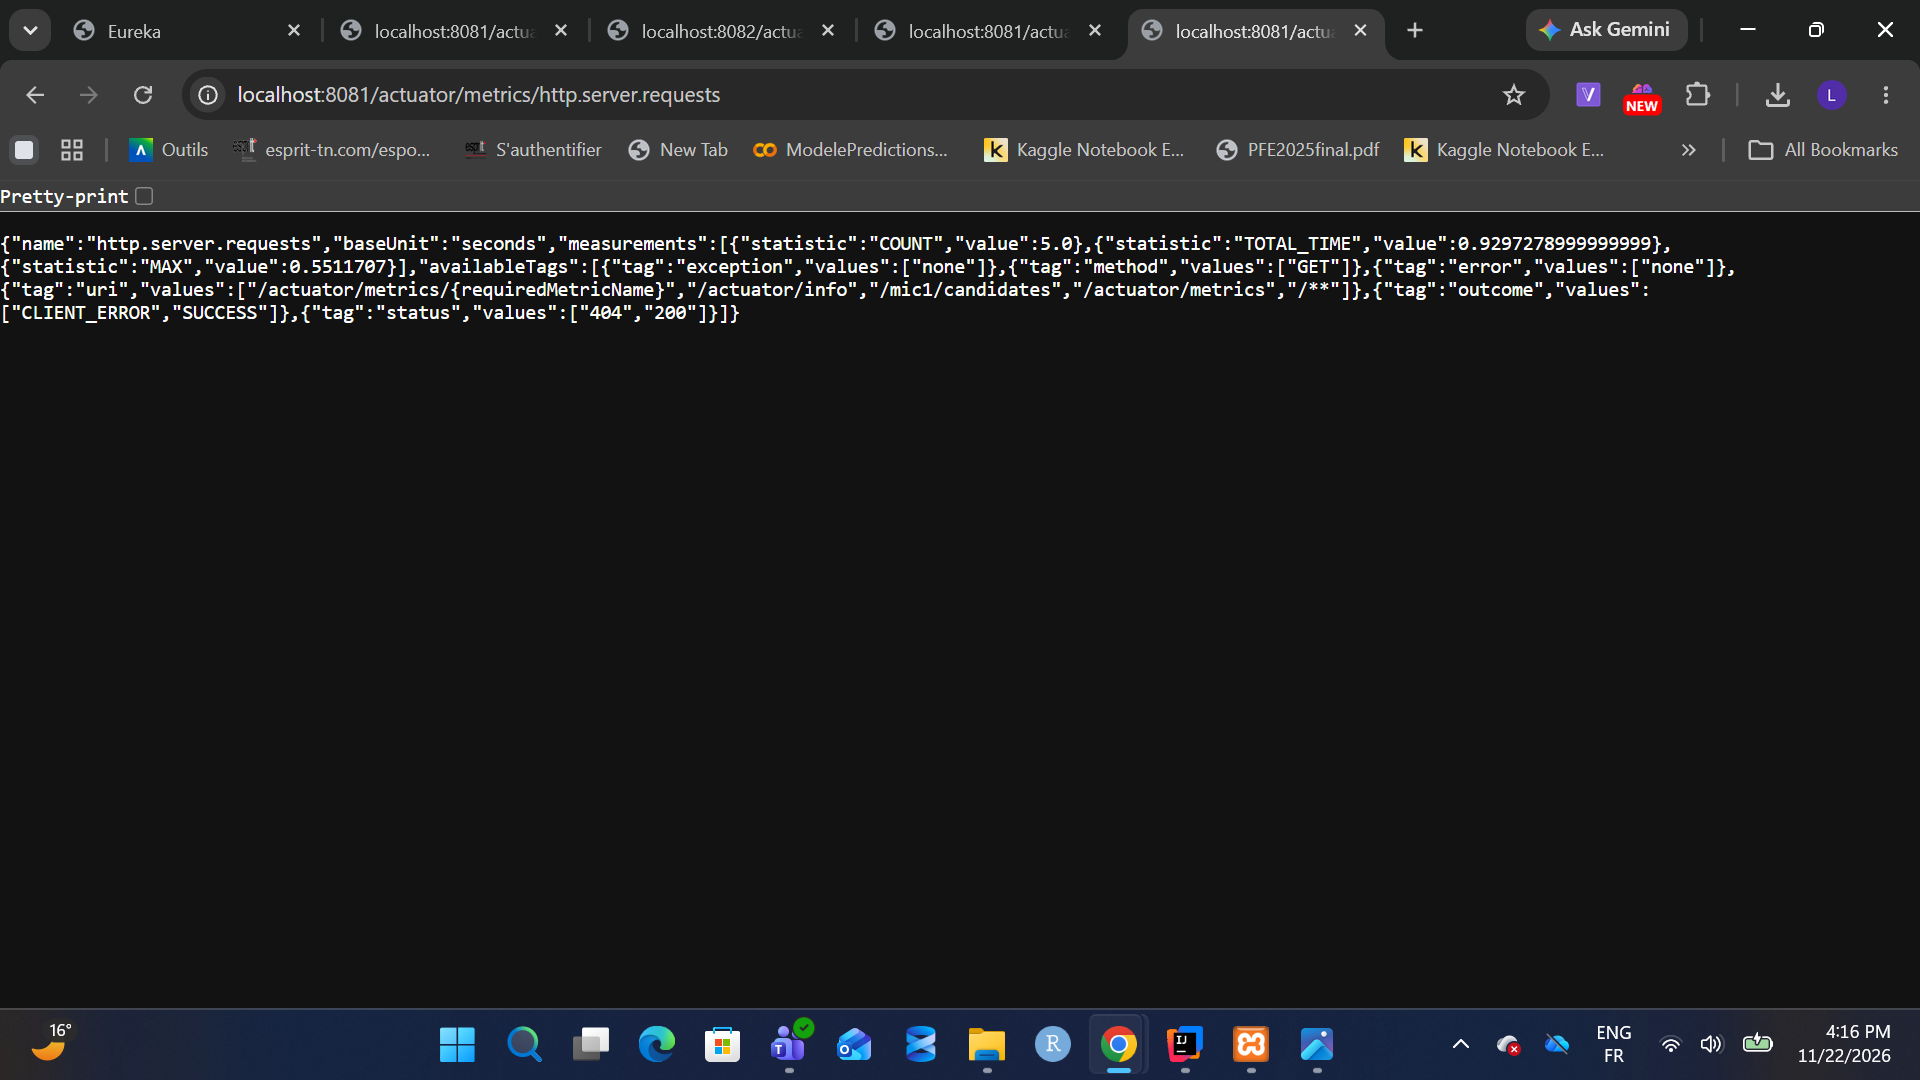 Eureka
localhost:8081/actua
localhost:8082/actua
localhost:8081/actua
localhost:8081/actua
Ask Gemini
localhost:8081/actuator/metrics/http.server.requests
V
NEW
L
Outils
esprit-tn.com/espo...
S'authentifier
New Tab
ModelePredictions...
Kaggle Notebook E...
PFE2025final.pdf
Kaggle Notebook E...
All Bookmarks
Pretty-print
{"name":"http.server.requests","baseUnit":"seconds","measurements":[{"statistic":"COUNT","value":5.0},{"statistic":"TOTAL_TIME","value":0.9297278999999999},
{"statistic":"MAX","value":0.5511707}],"availableTags":[{"tag":"exception","values":["none"]},{"tag":"method","values":["GET"]},{"tag":"error","values":["none"]},
{"tag":"uri","values":["/actuator/metrics/{requiredMetricName}","/actuator/info","/mic1/candidates","/actuator/metrics","/**"]},{"tag":"outcome","values":
["CLIENT_ERROR","SUCCESS"]},{"tag":"status","values":["404","200"]}]}
16°
ENG
FR
4:16 PM
11/22/2026